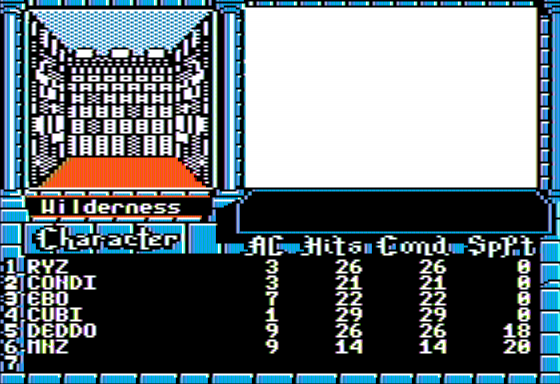 Wilderness
Character AC Hits Cond SpPt
1 RYZ 3 26 26 0
2 CONDI 3 21 21 0
3 EBO 7 22 22 0
4 CUBI 1 29 29 0
5 DEDDO 9 26 26 18
6 MNZ 9 14 14 20
7